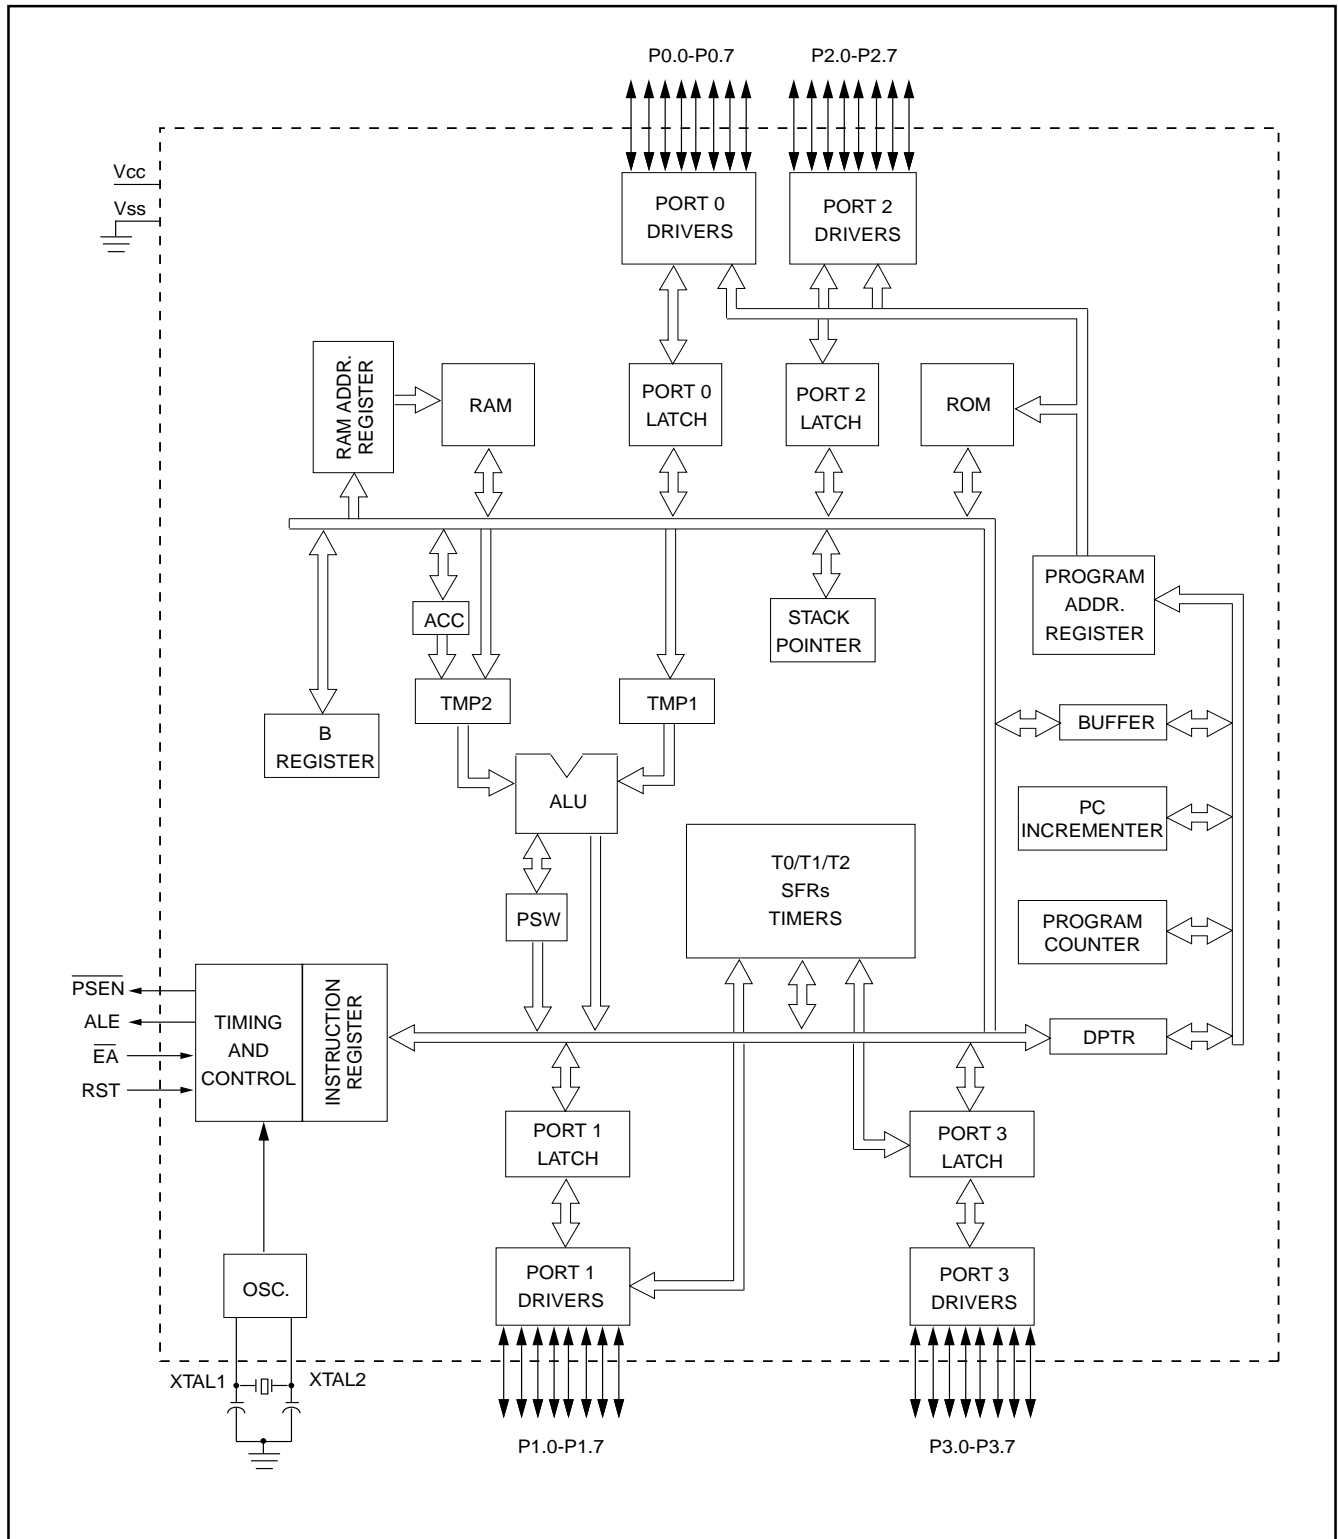 P0.0-P0.7
P2.0-P2.7
Vcc
Vss
PORT 0
DRIVERS
PORT 2
DRIVERS
RAM ADDR.
REGISTER
RAM
PORT 0
LATCH
PORT 2
LATCH
ROM
PROGRAM
ADDR.
REGISTER
ACC
STACK
POINTER
TMP2
TMP1
B
REGISTER
BUFFER
ALU
PC
INCREMENTER
T0/T1/T2
SFRs
TIMERS
PSW
PROGRAM
COUNTER
PSEN
ALE
EA
RST
TIMING
AND
CONTROL
INSTRUCTION
REGISTER
DPTR
PORT 1
LATCH
PORT 3
LATCH
OSC.
PORT 1
DRIVERS
PORT 3
DRIVERS
XTAL1
XTAL2
P1.0-P1.7
P3.0-P3.7